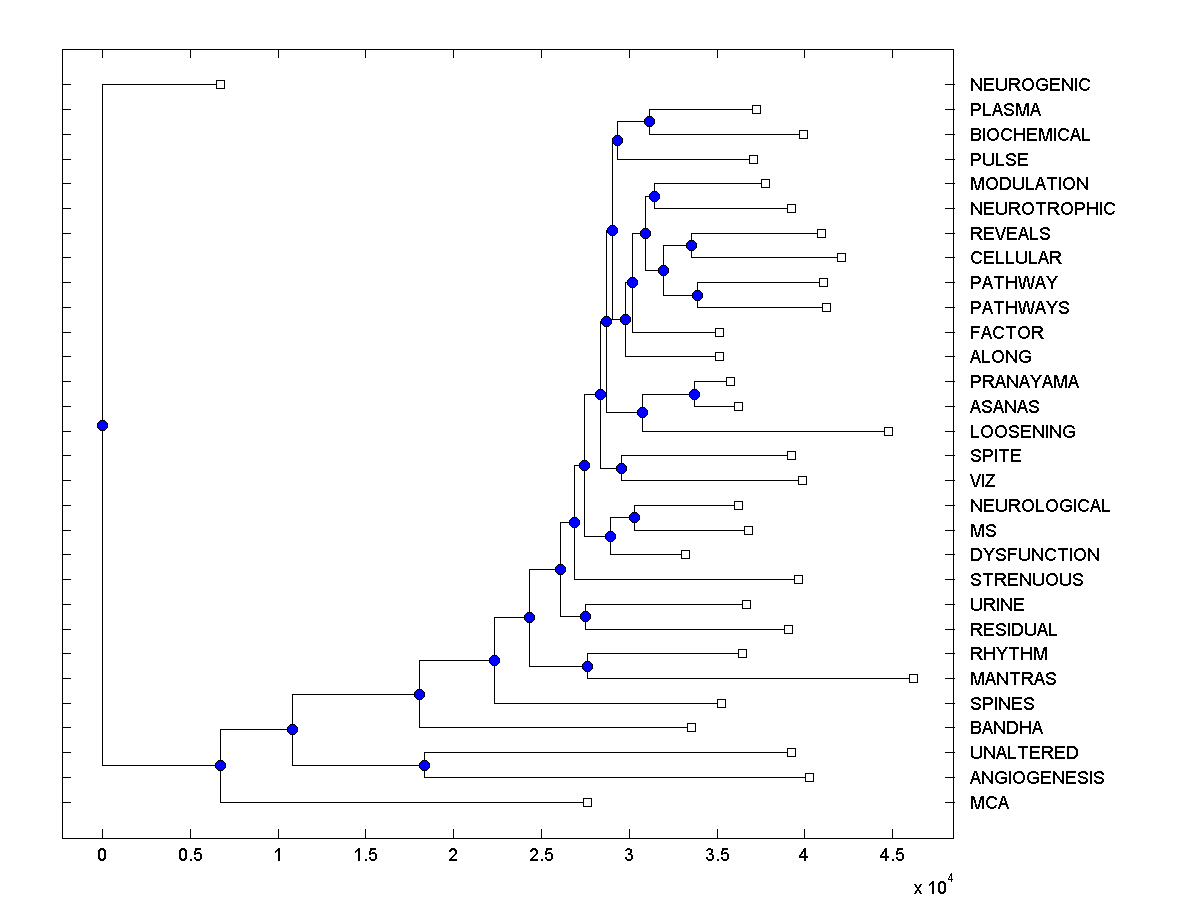 NEUROGENIC
PLASMA
BIOCHEMICAL
PULSE
MODULATION
NEUROTROPHIC
REVEALS
CELLULAR
PATHWAY
PATHWAYS
FACTOR
ALONG
PRANAYAMA
ASANAS
LOOSENING
SPITE
VIZ
NEUROLOGICAL
MS
DYSFUNCTION
STRENUOUS
URINE
RESIDUAL
RHYTHM
MANTRAS
SPINES
BANDHA
UNALTERED
ANGIOGENESIS
MCA
0 0.5 1 1.5 2 2.5 3 3.5 4 4.5
x 10^4